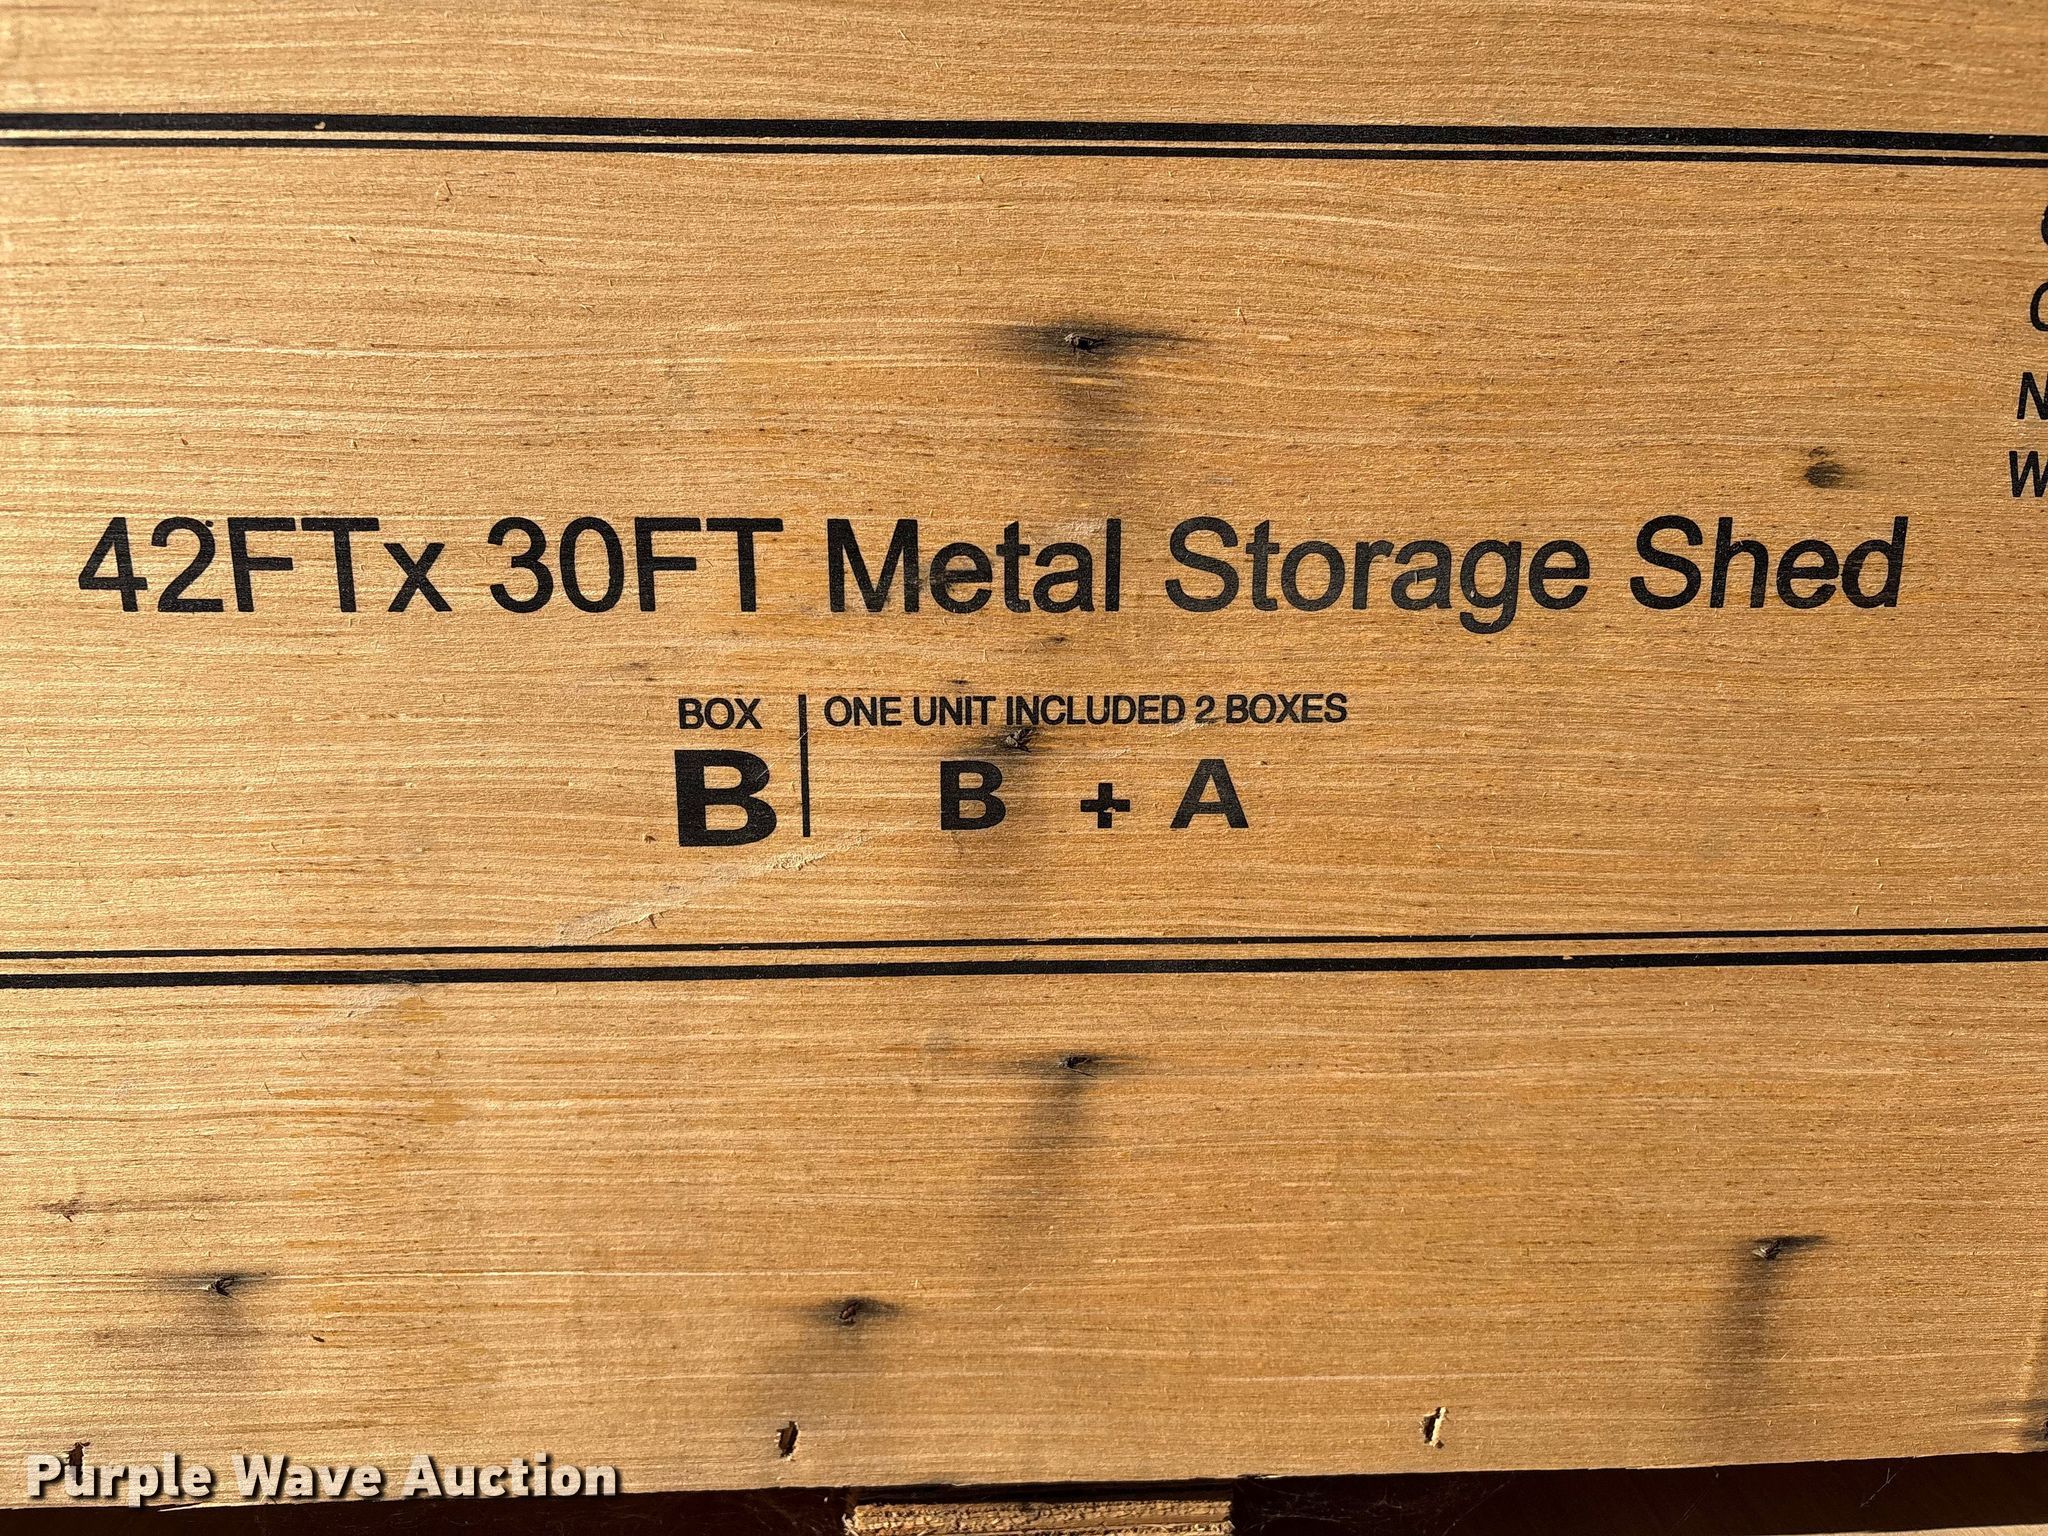 42FTx 30FT Metal Storage Shed
BOX
B
ONE UNIT INCLUDED 2 BOXES
B + A
N
W
Purple Wave Auction